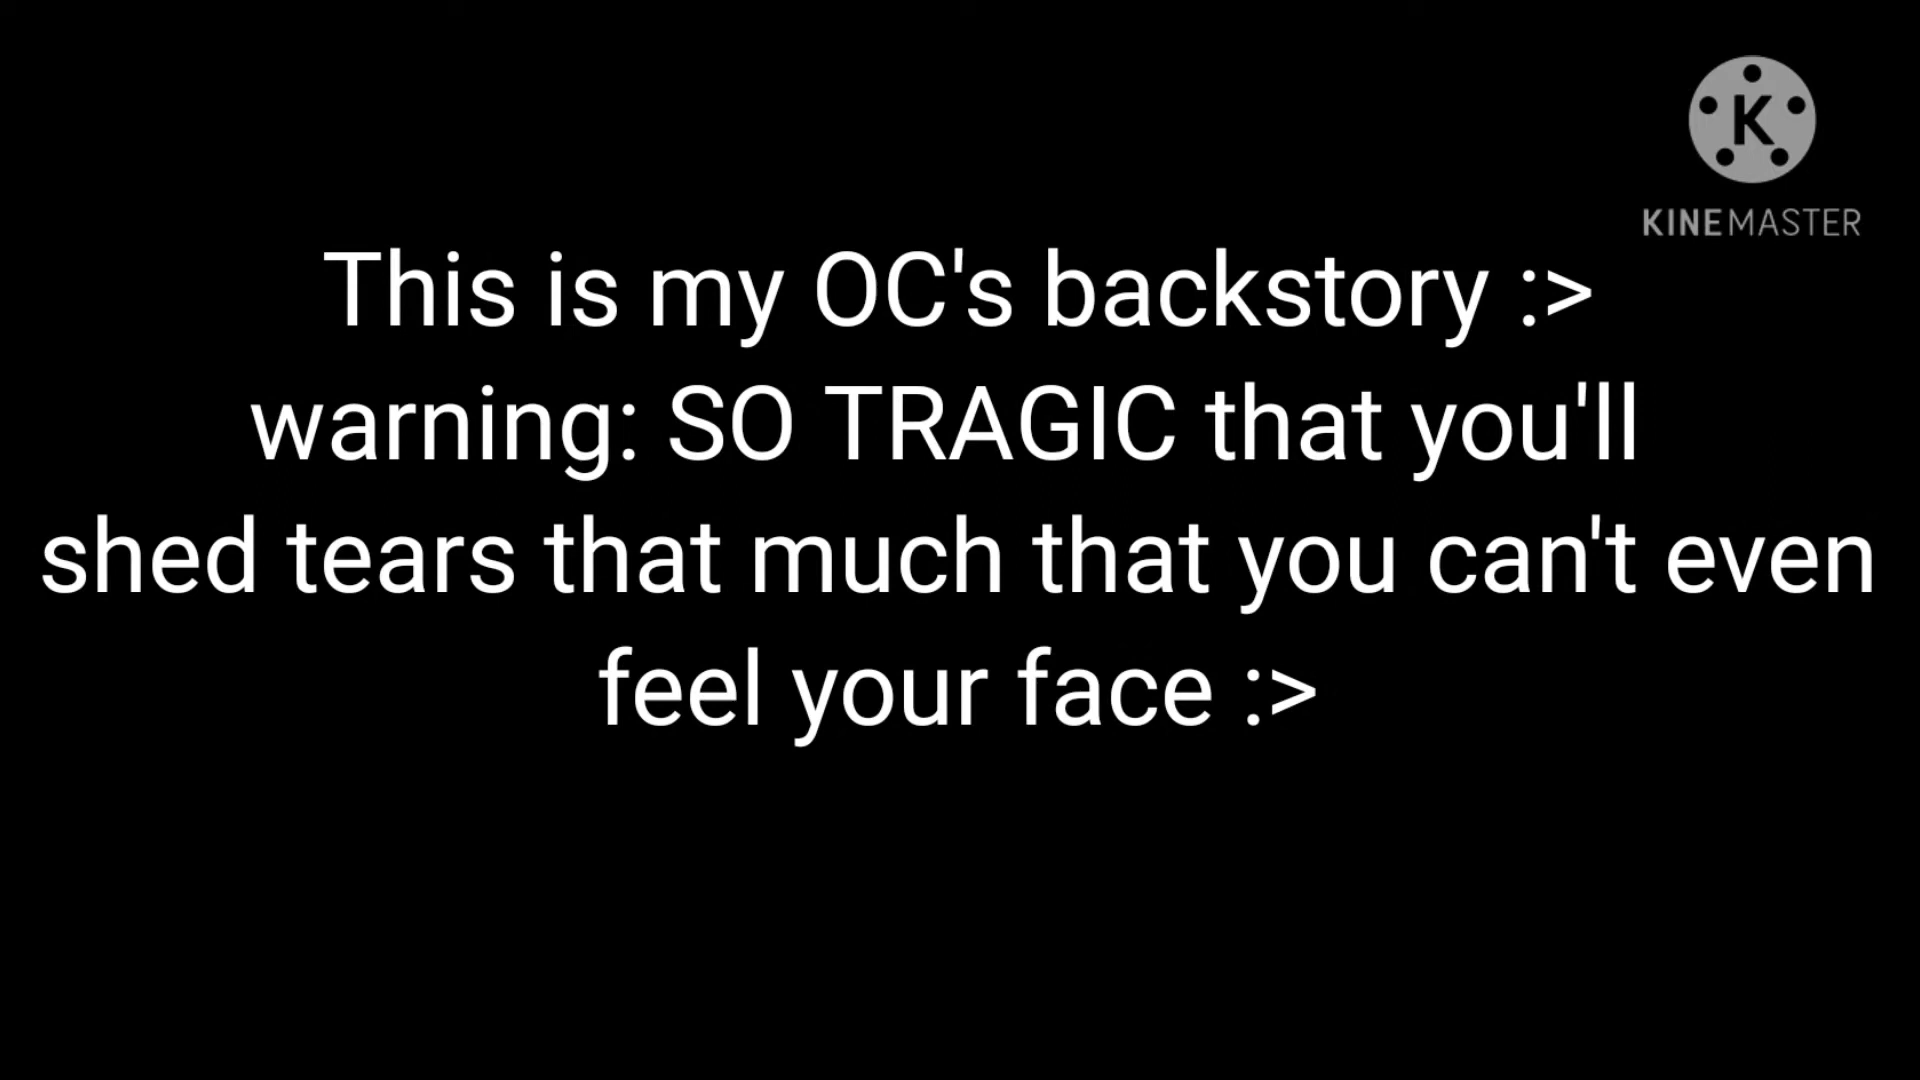 K
KINEMASTER
This is my OC's backstory :>
warning: SO TRAGIC that you'll
shed tears that much that you can't even
feel your face :>